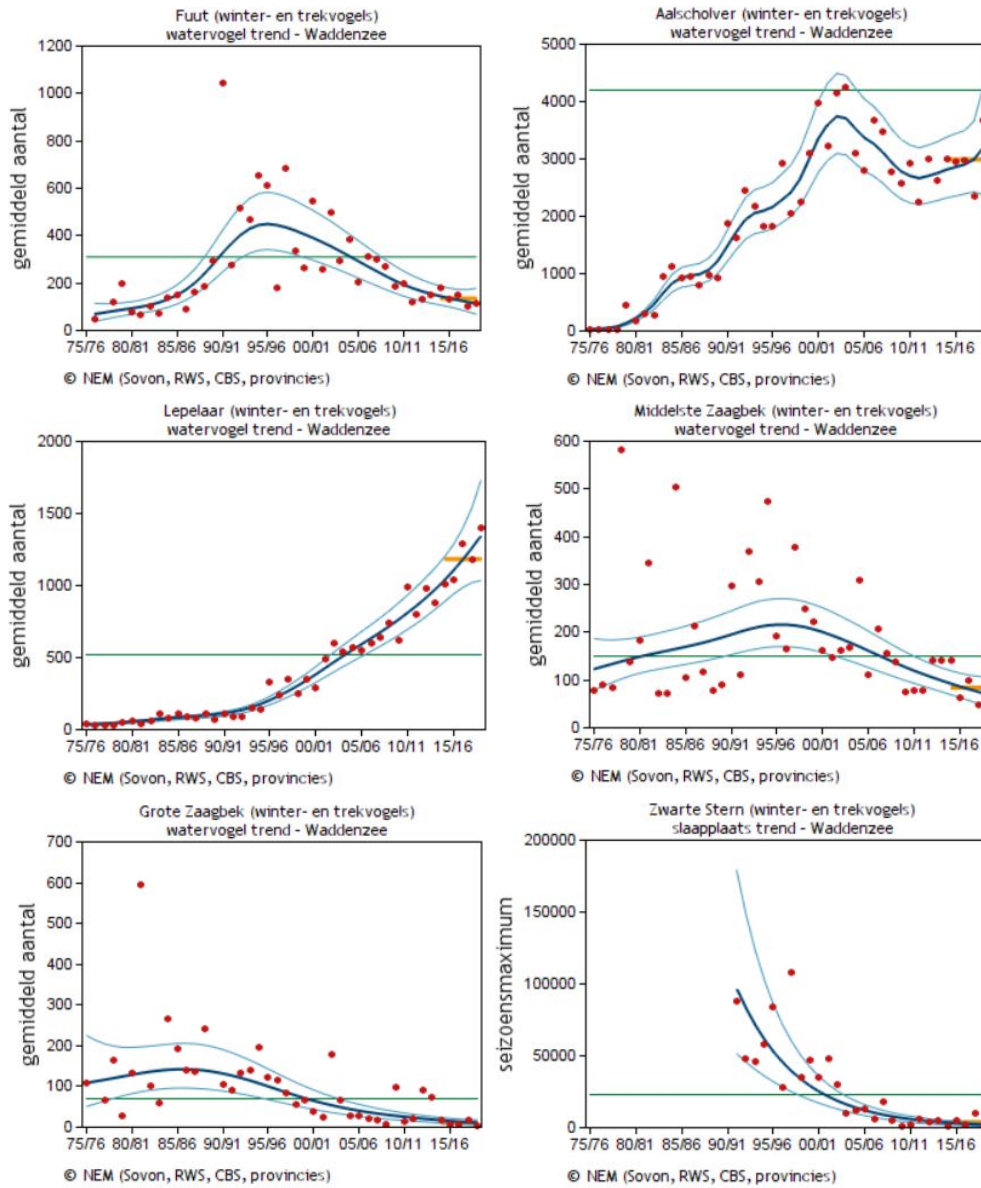 Fuut (winter- en trekvogels)
watervogel trend - Waddenzee
gemiddeld aantal
1200
1000
800
600
400
200
0
75/76 80/81 85/86 90/91 95/96 00/01 05/06 10/11 15/16
© NEM (Sovon, RWS, CBS, provincies)
Aalscholver (winter- en trekvogels)
watervogel trend - Waddenzee
gemiddeld aantal
5000
4000
3000
2000
1000
0
75/76 80/81 85/86 90/91 95/96 00/01 05/06 10/11 15/16
© NEM (Sovon, RWS, CBS, provincies)
Lepelaar (winter- en trekvogels)
watervogel trend - Waddenzee
gemiddeld aantal
2000
1500
1000
500
0
75/76 80/81 85/86 90/91 95/96 00/01 05/06 10/11 15/16
© NEM (Sovon, RWS, CBS, provincies)
Middelste Zaagbek (winter- en trekvogels)
watervogel trend - Waddenzee
gemiddeld aantal
600
500
400
300
200
100
0
75/76 80/81 85/86 90/91 95/96 00/01 05/06 10/11 15/16
© NEM (Sovon, RWS, CBS, provincies)
Grote Zaagbek (winter- en trekvogels)
watervogel trend - Waddenzee
gemiddeld aantal
700
600
500
400
300
200
100
0
75/76 80/81 85/86 90/91 95/96 00/01 05/06 10/11 15/16
© NEM (Sovon, RWS, CBS, provincies)
Zwarte Stern (winter- en trekvogels)
slaapplaats trend - Waddenzee
seizoensmaximum
200000
150000
100000
50000
0
75/76 80/81 85/86 90/91 95/96 00/01 05/06 10/11 15/16
© NEM (Sovon, RWS, CBS, provincies)